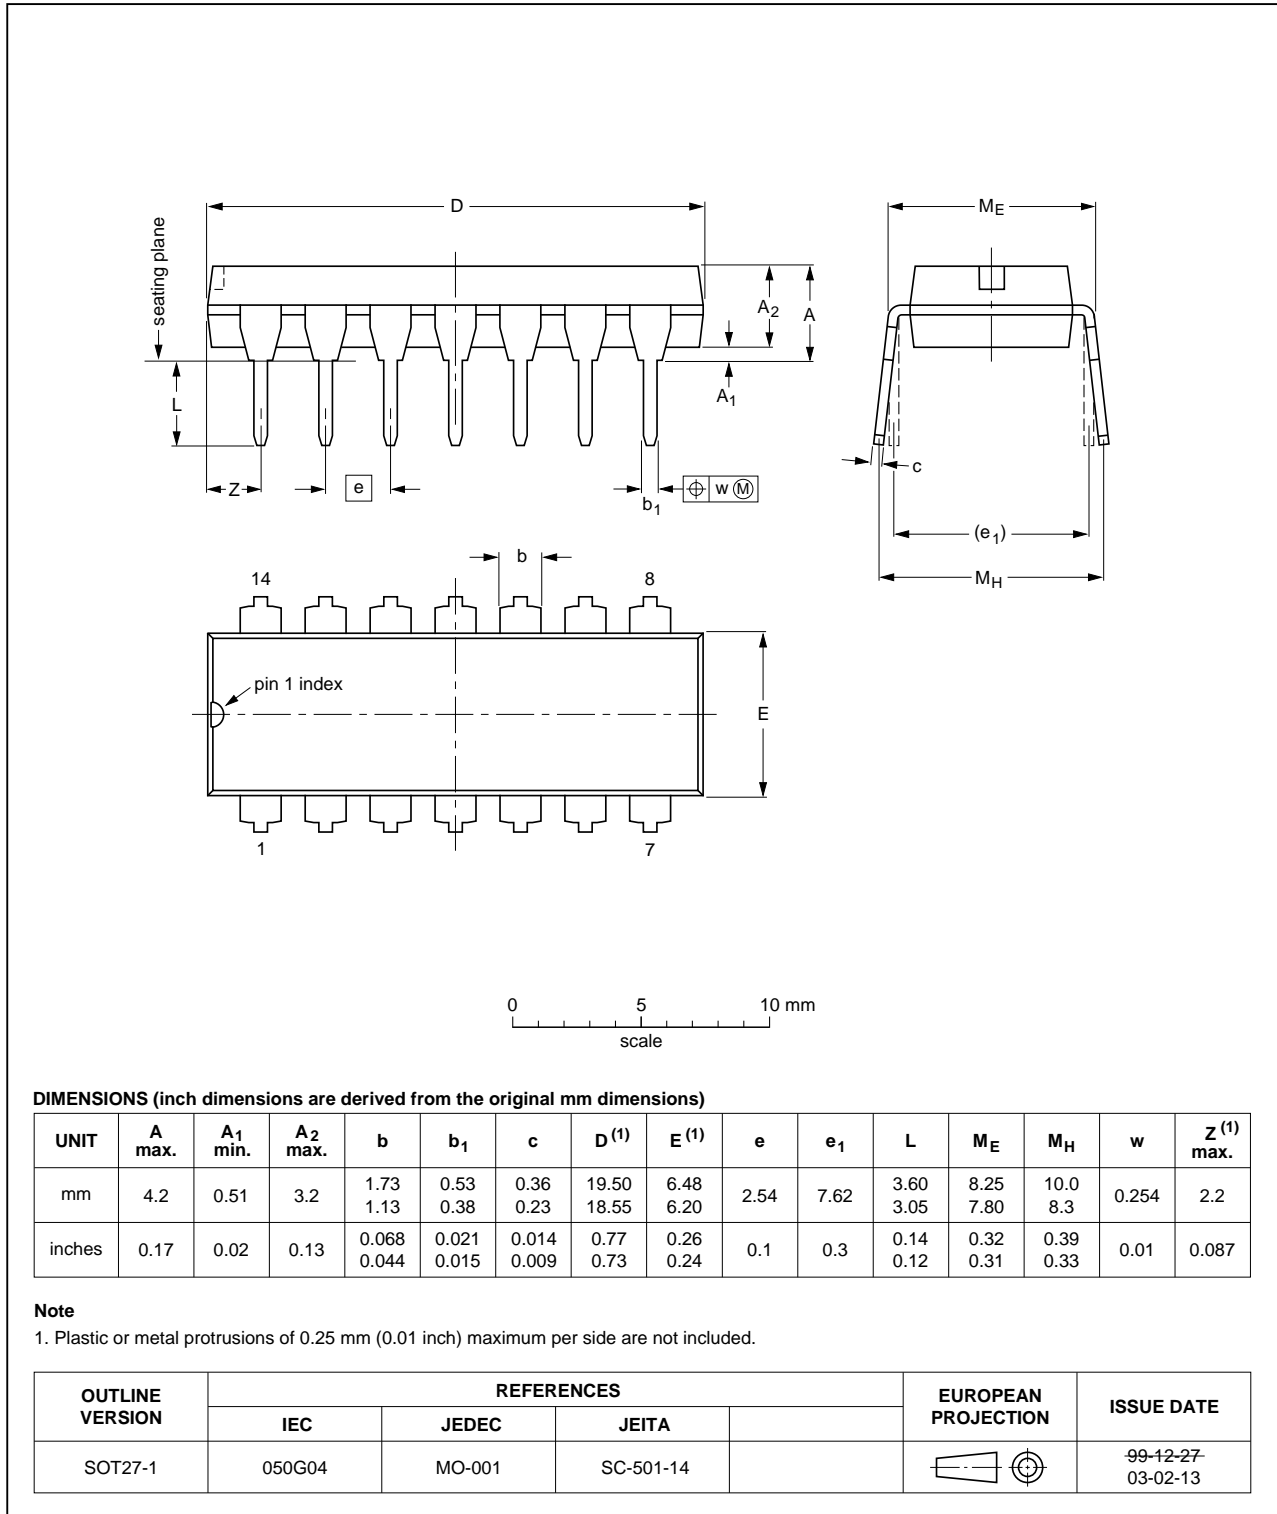 D
ME
seating plane
A2
A
A1
L
c
Z
e
b1
w M
(e1)
MH
b
14
8
pin 1 index
E
1
7
0 5 10 mm
scale
DIMENSIONS (inch dimensions are derived from the original mm dimensions)
UNIT A max. A1 min. A2 max. b b1 c D(1) E(1) e e1 L ME MH w Z(1) max.
mm 4.2 0.51 3.2 1.73 1.13 0.53 0.38 0.36 0.23 19.50 18.55 6.48 6.20 2.54 7.62 3.60 3.05 8.25 7.80 10.0 8.3 0.254 2.2
inches 0.17 0.02 0.13 0.068 0.044 0.021 0.015 0.014 0.009 0.77 0.73 0.26 0.24 0.1 0.3 0.14 0.12 0.32 0.31 0.39 0.33 0.01 0.087
Note
1. Plastic or metal protrusions of 0.25 mm (0.01 inch) maximum per side are not included.
OUTLINE VERSION REFERENCES EUROPEAN PROJECTION ISSUE DATE
IEC JEDEC JEITA
SOT27-1 050G04 MO-001 SC-501-14 99-12-27 03-02-13